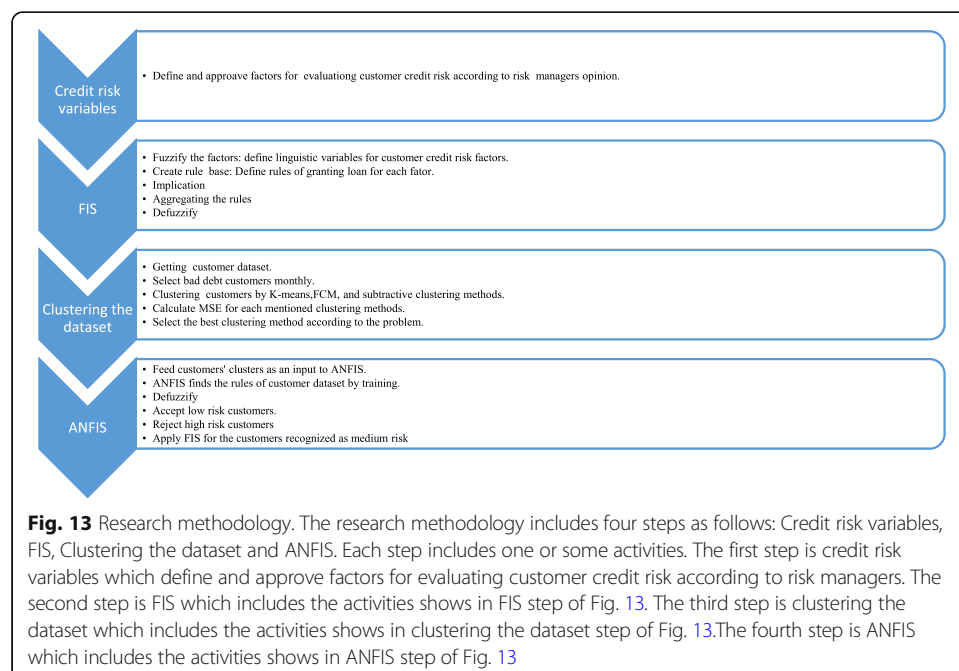 Credit risk
variables
• Define and approave factors for evaluationg customer credit risk according to risk managers opinion.
FIS
• Fuzzify the factors: define linguistic variables for customer credit risk factors.
• Create rule base: Define rules of granting loan for each fator.
• Implication
• Aggregating the rules
• Defuzzify
Clustering the
dataset
• Getting customer dataset.
• Select bad debt customers monthly.
• Clustering customers by K-means,FCM, and subtractive clustering methods.
• Calculate MSE for each mentioned clustering methods.
• Select the best clustering method according to the problem.
ANFIS
• Feed customers' clusters as an input to ANFIS.
• ANFIS finds the rules of customer dataset by training.
• Defuzzify
• Accept low risk customers.
• Reject high risk customers
• Apply FIS for the customers recognized as medium risk
Fig. 13 Research methodology. The research methodology includes four steps as follows: Credit risk variables,
FIS, Clustering the dataset and ANFIS. Each step includes one or some activities. The first step is credit risk
variables which define and approve factors for evaluating customer credit risk according to risk managers. The
second step is FIS which includes the activities shows in FIS step of Fig. 13. The third step is clustering the
dataset which includes the activities shows in clustering the dataset step of Fig. 13.The fourth step is ANFIS
which includes the activities shows in ANFIS step of Fig. 13